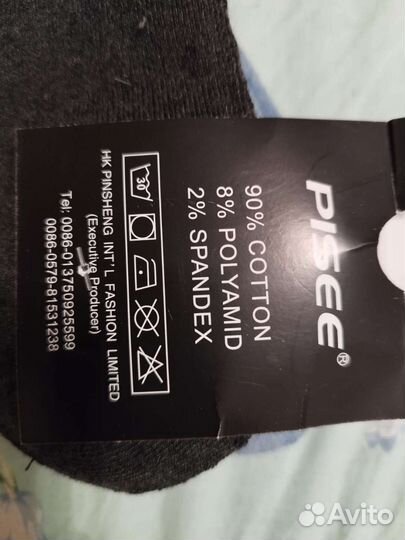 PISEE®
90% COTTON
8% POLYAMID
2% SPANDEX
30°
HK PINSHENG INT'L FASHION LIMITED
(Executive Producer)
Tel: 0086-013750925599
0086-0579-81531238
Avito